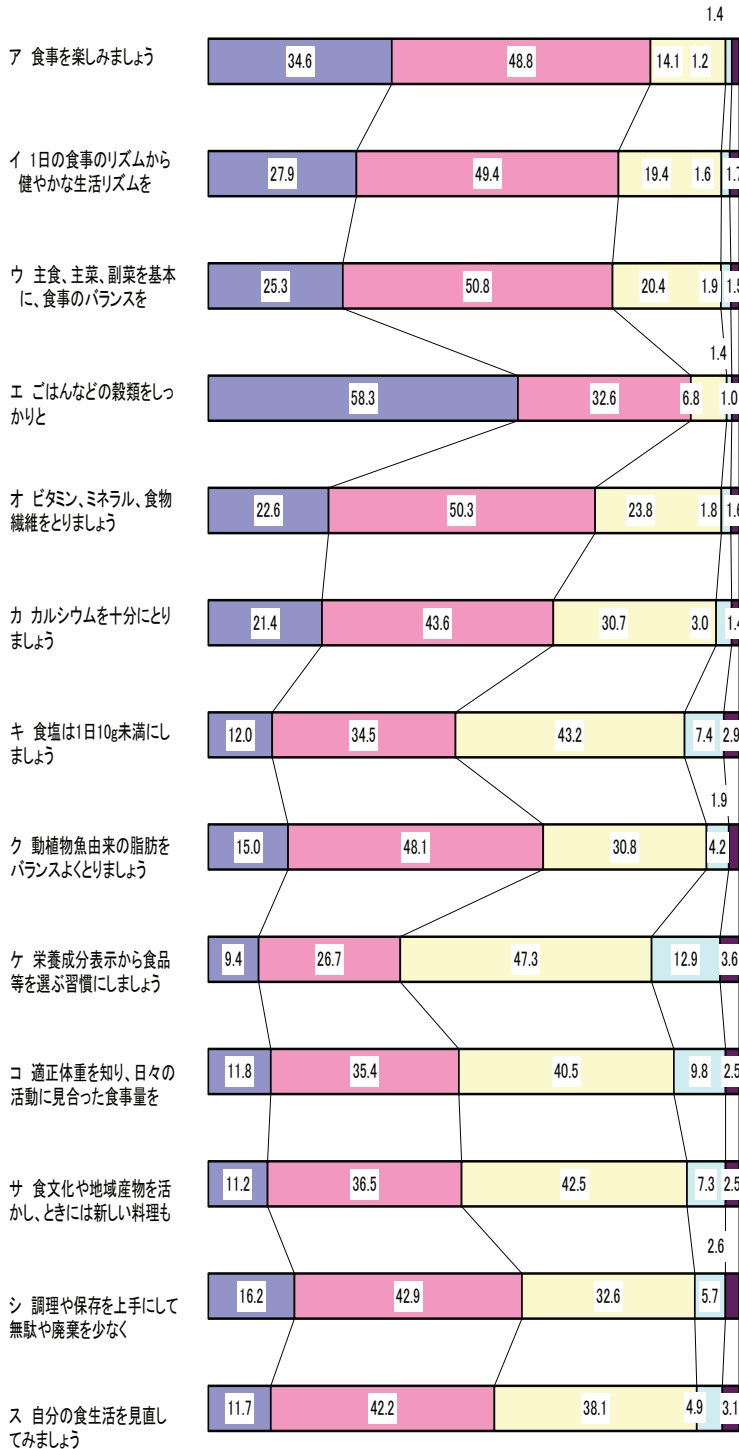 1.4
ア 食事を楽しみましょう
34.6 48.8 14.1 1.2
イ 1日の食事のリズムから
健やかな生活リズムを
27.9 49.4 19.4 1.6 1.7
ウ 主食、主菜、副菜を基本
に、食事のバランスを
25.3 50.8 20.4 1.9 1.5
1.4
エ ごはんなどの穀類をしっ
かりと
58.3 32.6 6.8 1.0
オ ビタミン、ミネラル、食物
繊維をとりましょう
22.6 50.3 23.8 1.8 1.6
カ カルシウムを十分にとり
ましょう
21.4 43.6 30.7 3.0 1.4
キ 食塩は1日10g未満にし
ましょう
12.0 34.5 43.2 7.4 2.9
1.9
ク 動植物魚由来の脂肪を
バランスよくとりましょう
15.0 48.1 30.8 4.2
ケ 栄養成分表示から食品
等を選ぶ習慣にしましょう
9.4 26.7 47.3 12.9 3.6
コ 適正体重を知り、日々の
活動に見合った食事量を
11.8 35.4 40.5 9.8 2.5
サ 食文化や地域産物を活
かし、ときには新しい料理も
11.2 36.5 42.5 7.3 2.5
2.6
シ 調理や保存を上手にして
無駄や廃棄を少なく
16.2 42.9 32.6 5.7
ス 自分の食生活を見直し
てみましょう
11.7 42.2 38.1 4.9 3.1